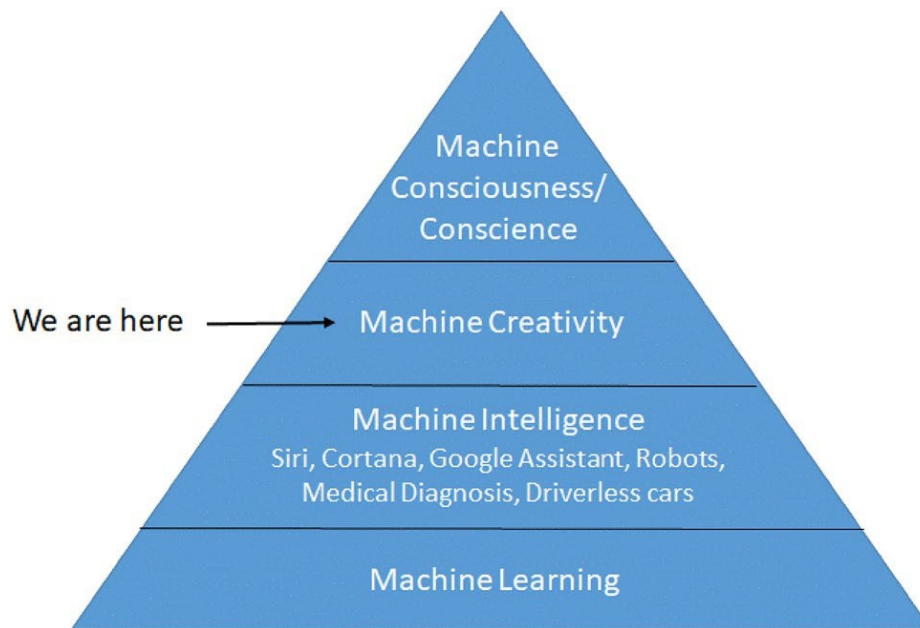 Machine
Consciousness/
Conscience
We are here
Machine Creativity
Machine Intelligence
Siri, Cortana, Google Assistant, Robots,
Medical Diagnosis, Driverless cars
Machine Learning